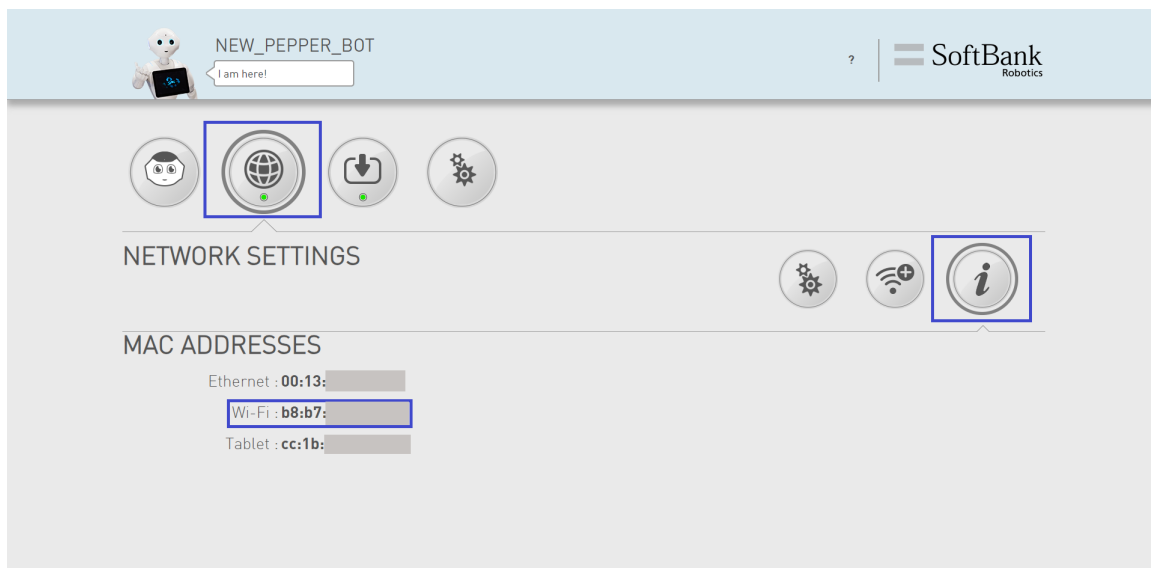 NEW_PEPPER_BOT
I am here!
?
SoftBank
Robotics
NETWORK SETTINGS
MAC ADDRESSES
Ethernet : 00:13:
Wi-Fi : b8:b7:
Tablet : cc:1b: